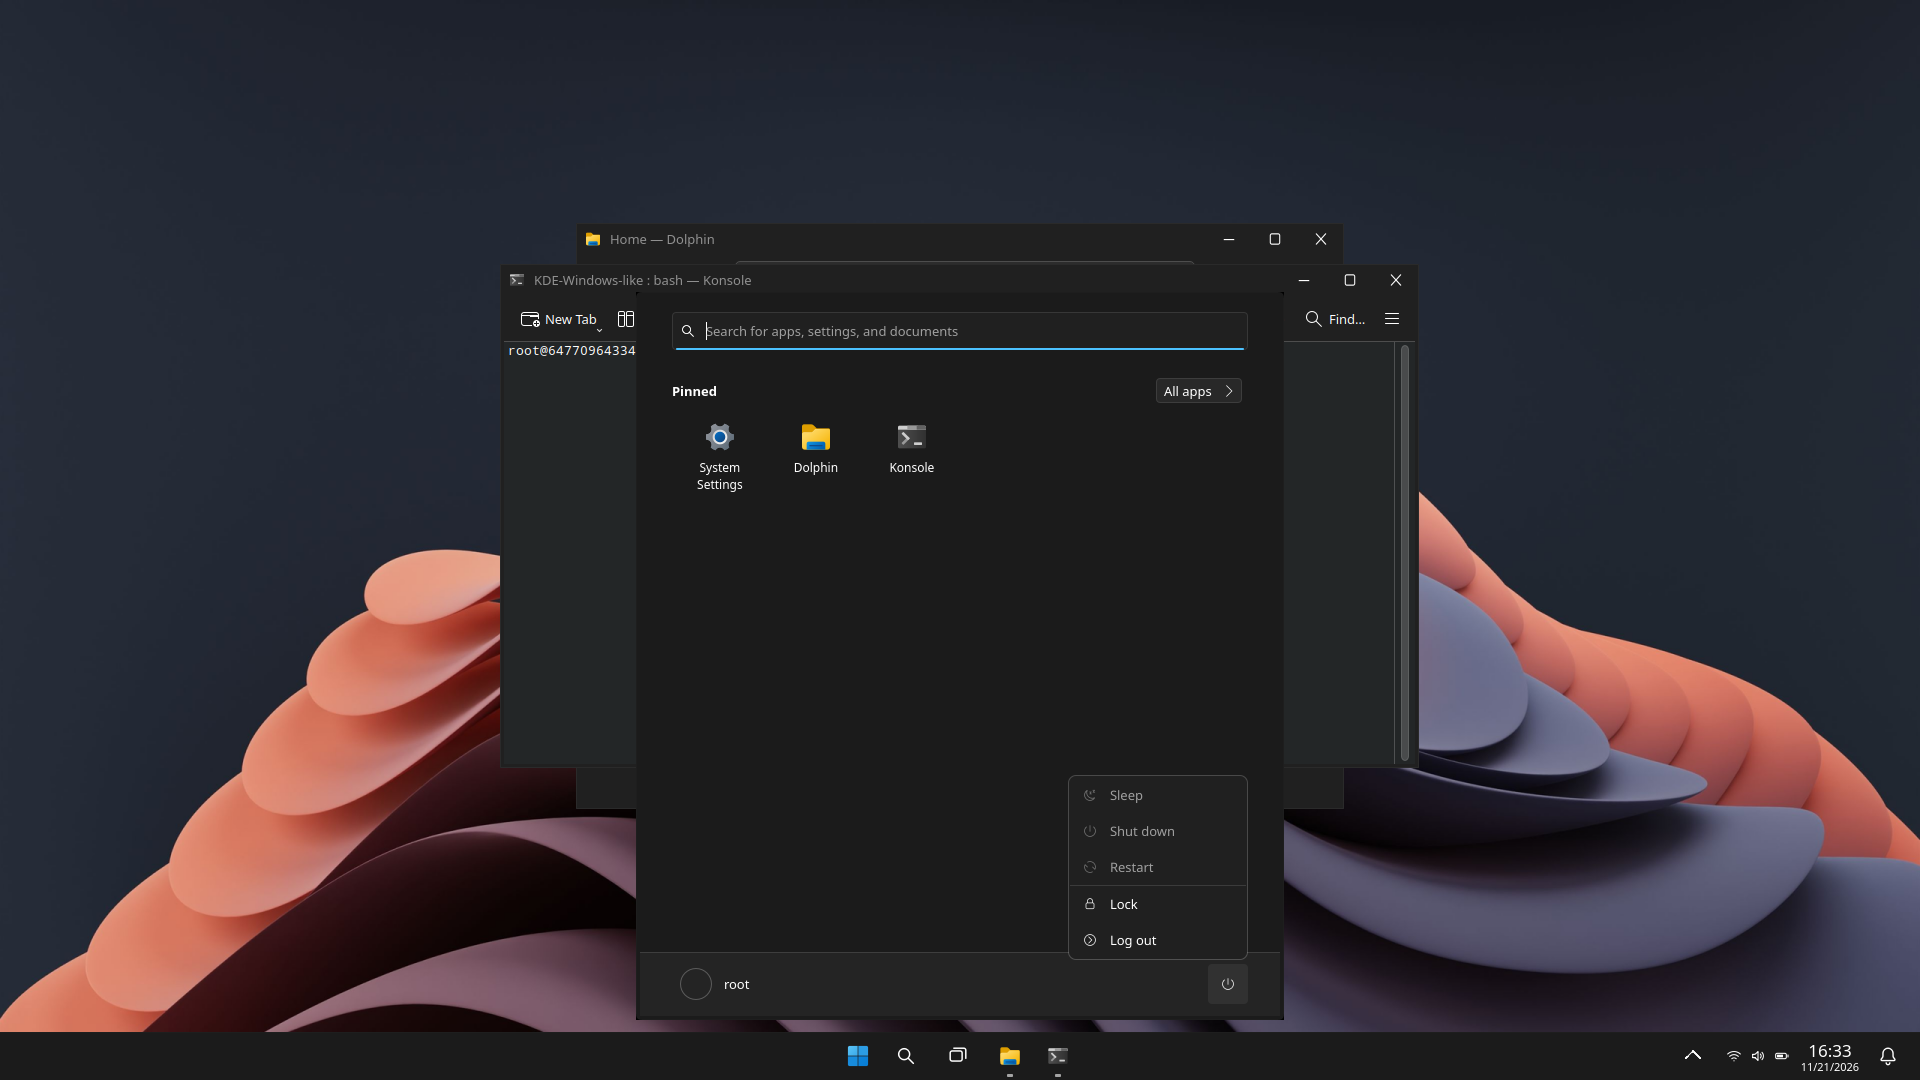 Home — Dolphin
KDE-Windows-like : bash — Konsole
New Tab
Find...
root@64770964334
Search for apps, settings, and documents
Pinned
All apps
System
Settings
Dolphin
Konsole
Sleep
Shut down
Restart
Lock
Log out
root
16:33
11/21/2026